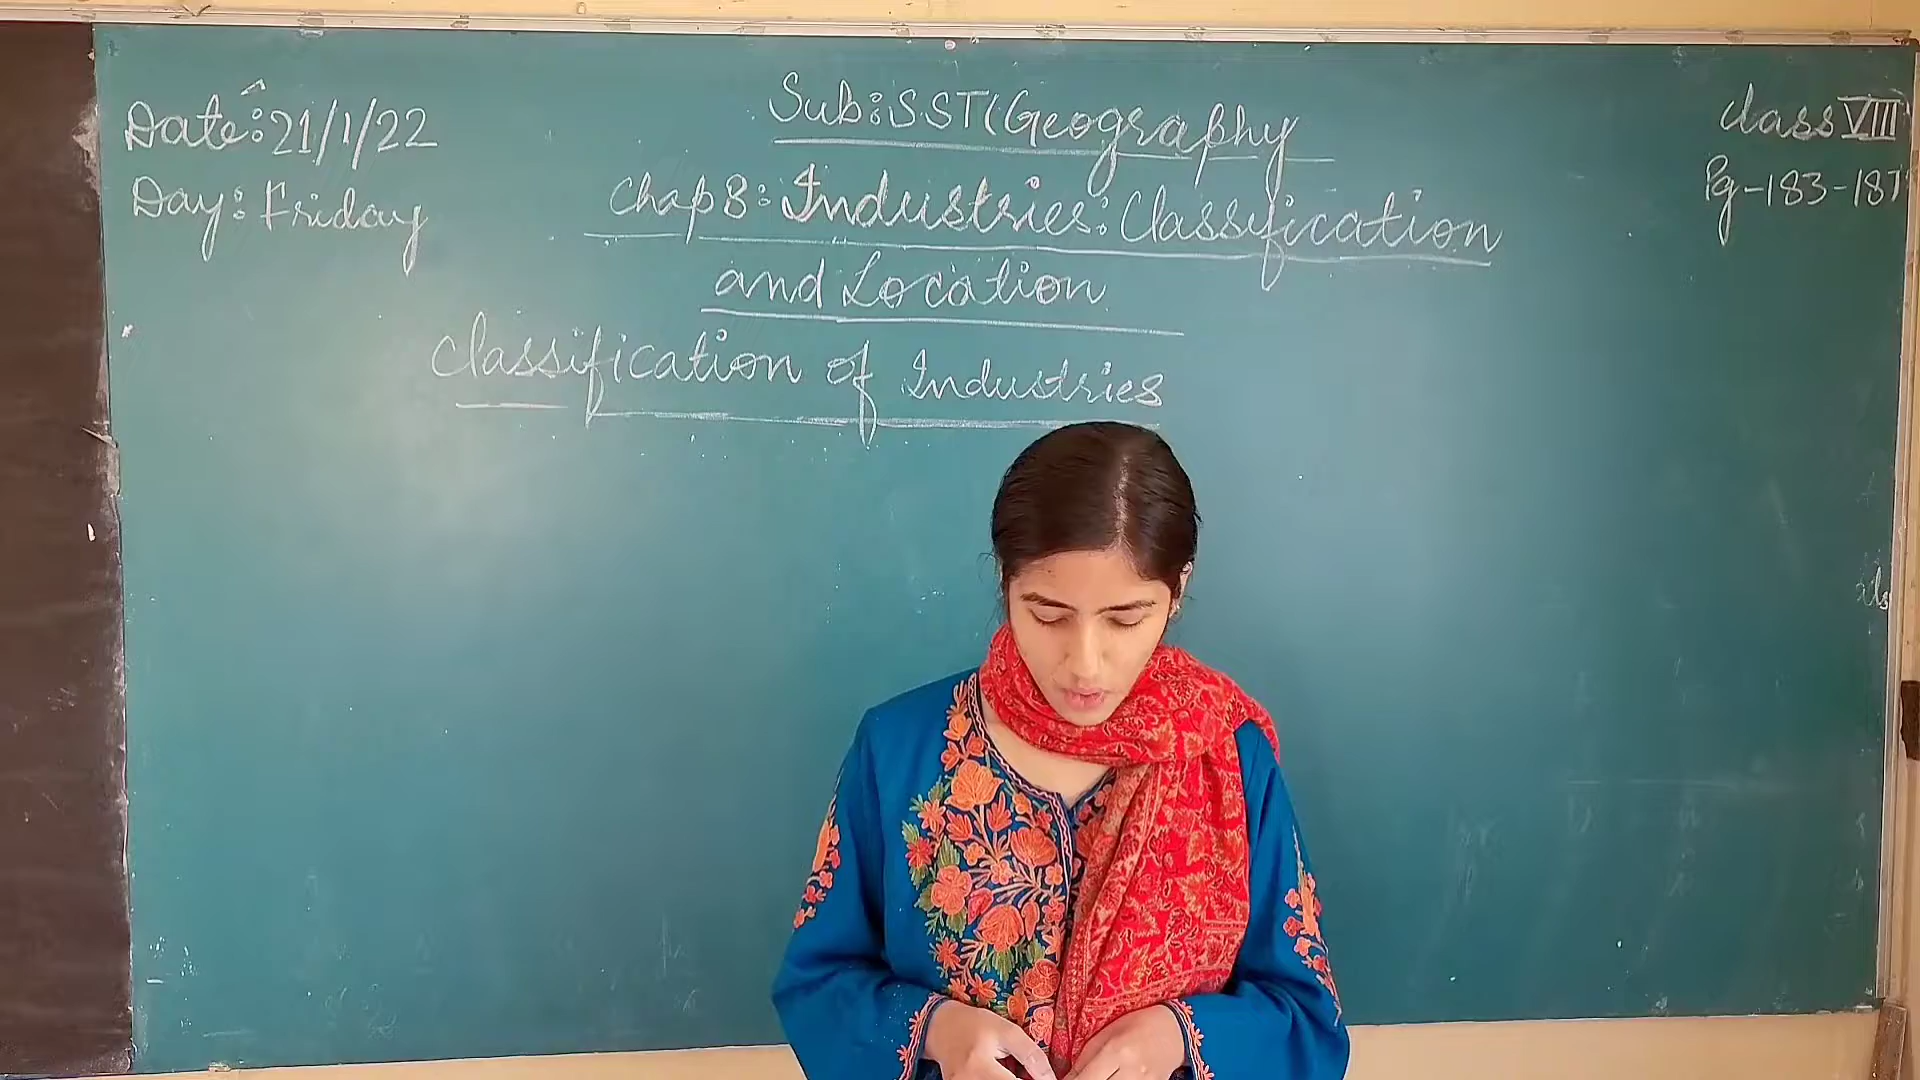 Date: 21/1/22
Day: Friday
Sub: S.ST(Geography
Chap 8: Industries: Classification
and Location
Classification of Industries
Class VIII
Pg-183-187